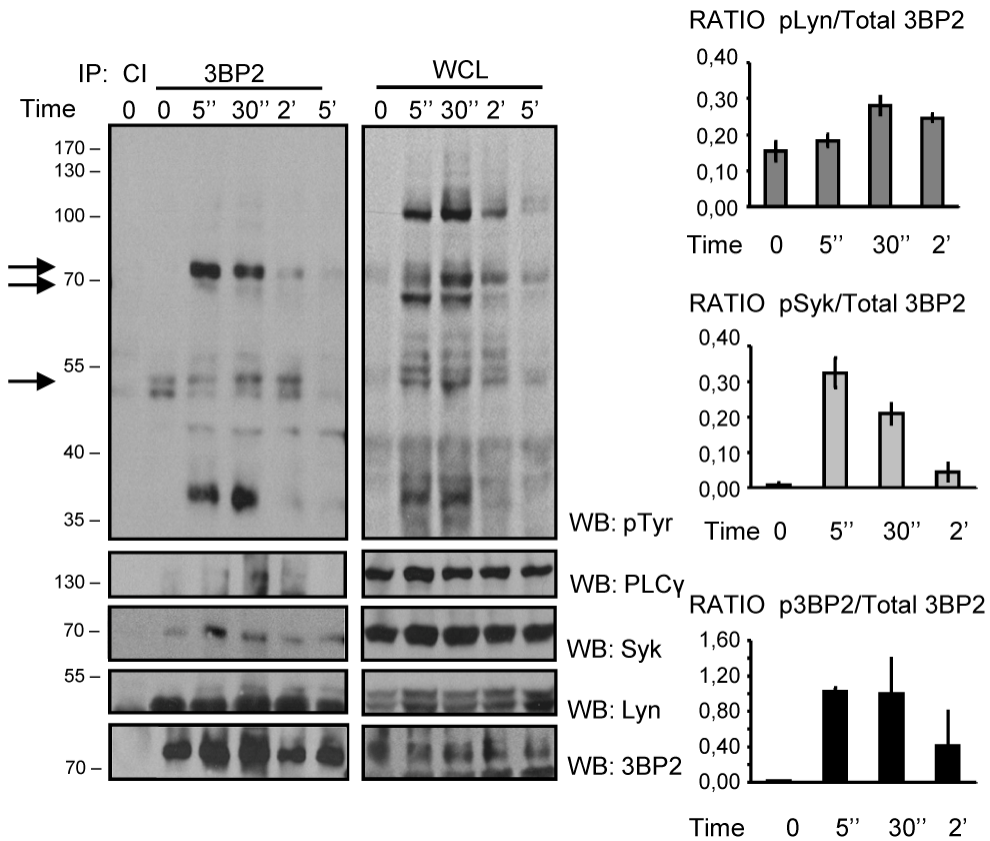 IP: CI 3BP2 WCL
Time 0 0 5’’ 30’’ 2’ 5’ 0 5’’ 30’’ 2’ 5’
170
130
100
70
55
40
35
WB: pTyr
130
WB: PLCγ
70
WB: Syk
55
WB: Lyn
70
WB: 3BP2
RATIO pLyn/Total 3BP2
0,40
0,30
0,20
0,10
0,00
Time 0 5’’ 30’’ 2’
RATIO pSyk/Total 3BP2
0,40
0,30
0,20
0,10
0,00
Time 0 5’’ 30’’ 2’
RATIO p3BP2/Total 3BP2
1,60
1,20
0,80
0,40
0,00
Time 0 5’’ 30’’ 2’